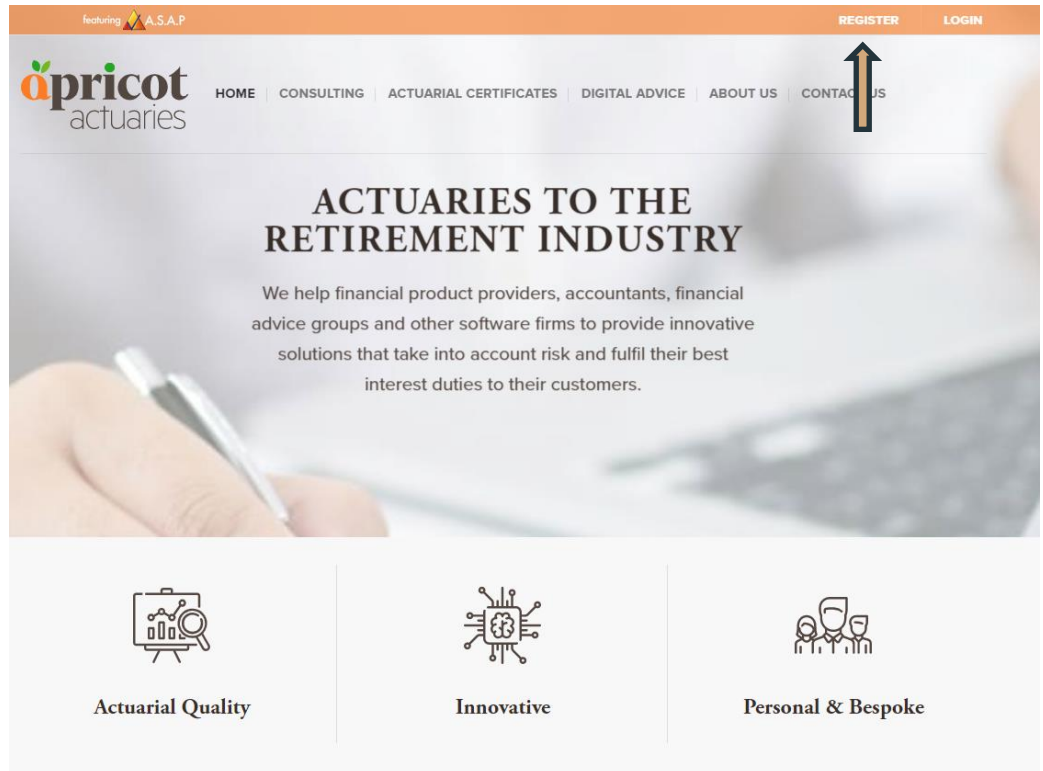 featuring A.S.A.P
REGISTER LOGIN
apricot
actuaries
HOME CONSULTING ACTUARIAL CERTIFICATES DIGITAL ADVICE ABOUT US CONTACT US
ACTUARIES TO THE
RETIREMENT INDUSTRY
We help financial product providers, accountants, financial
advice groups and other software firms to provide innovative
solutions that take into account risk and fulfil their best
interest duties to their customers.
Actuarial Quality
Innovative
Personal & Bespoke